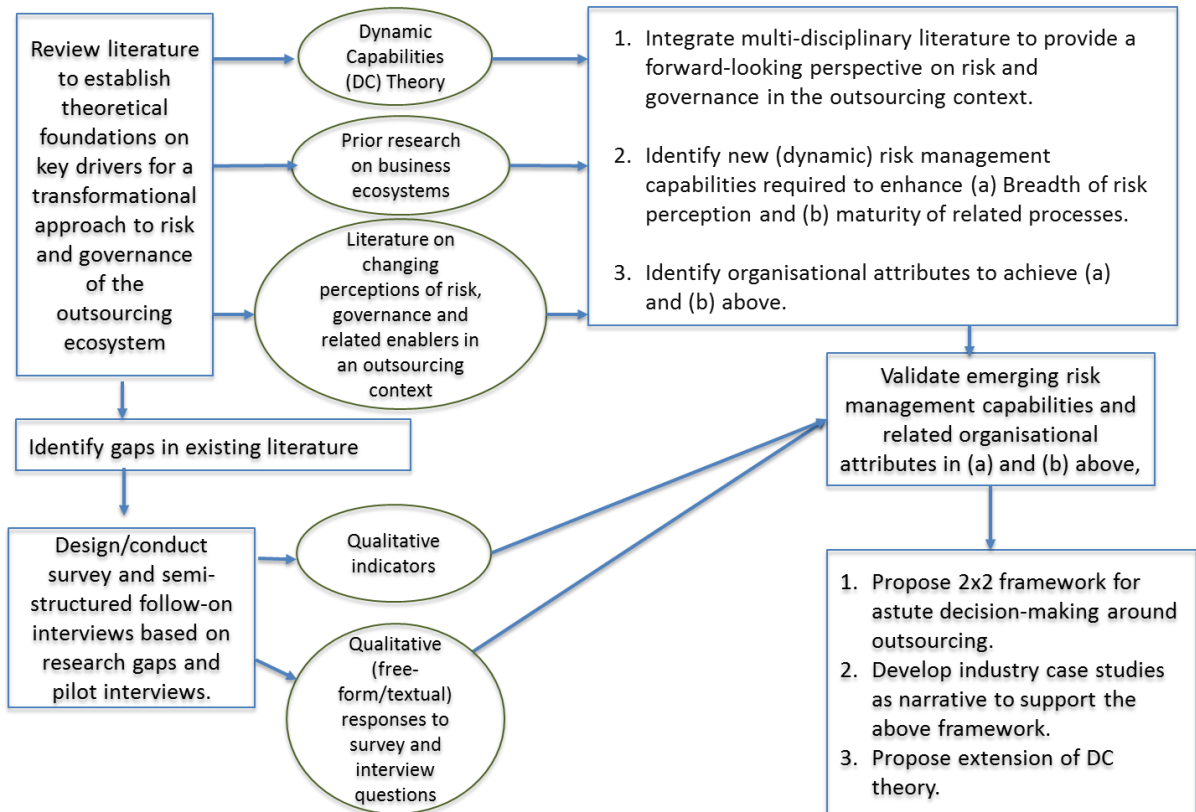 Review literature
to establish
theoretical
foundations on
key drivers for a
transformational
approach to risk
and governance
of the
outsourcing
ecosystem
Dynamic
Capabilities
(DC) Theory
Prior research
on business
ecosystems
Literature on
changing
perceptions of risk,
governance and
related enablers in
an outsourcing
context
1. Integrate multi-disciplinary literature to provide a
forward-looking perspective on risk and
governance in the outsourcing context.
2. Identify new (dynamic) risk management
capabilities required to enhance (a) Breadth of risk
perception and (b) maturity of related processes.
3. Identify organisational attributes to achieve (a)
and (b) above.
Identify gaps in existing literature
Validate emerging risk
management capabilities and
related organisational
attributes in (a) and (b) above,
Design/conduct
survey and semi-
structured follow-on
interviews based on
research gaps and
pilot interviews.
Qualitative
indicators
Qualitative
(free-
form/textual)
responses to
survey and
interview
questions
1. Propose 2x2 framework for
astute decision-making around
outsourcing.
2. Develop industry case studies
as narrative to support the
above framework.
3. Propose extension of DC
theory.